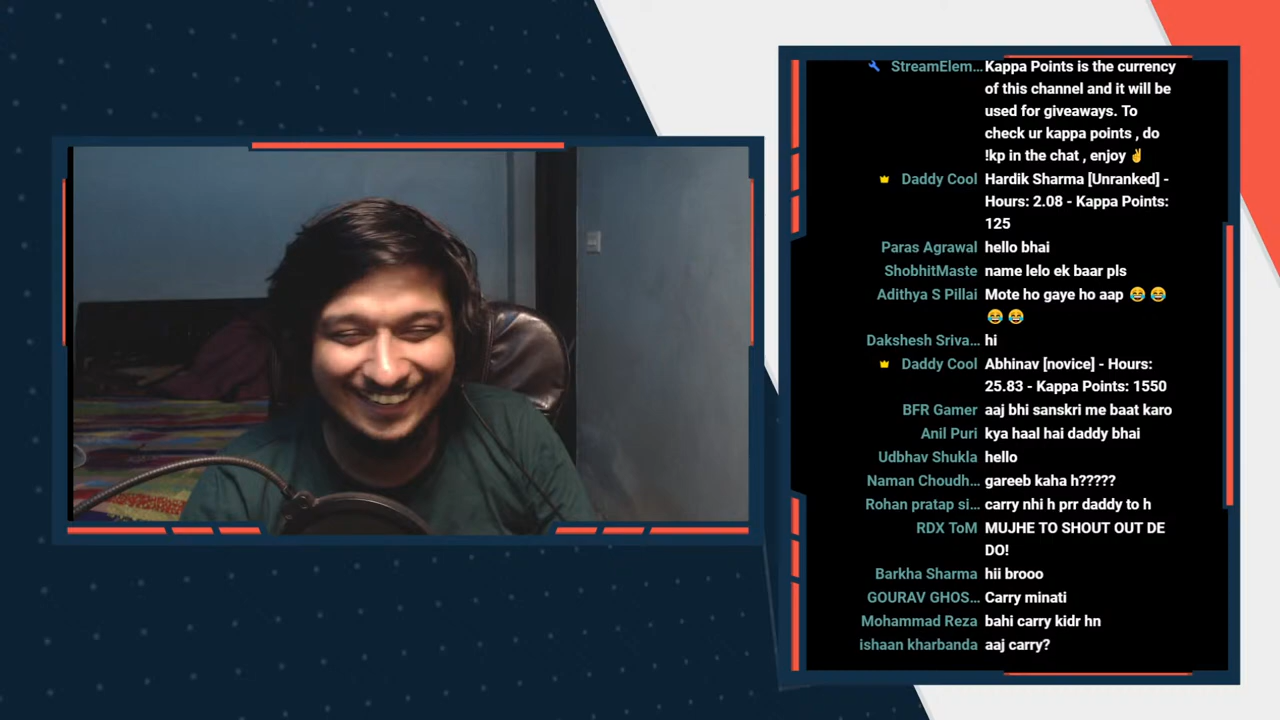 StreamElem... Kappa Points is the currency
of this channel and it will be
used for giveaways. To
check ur kappa points , do
!kp in the chat , enjoy ✌
Daddy Cool Hardik Sharma [Unranked] -
Hours: 2.08 - Kappa Points:
125
Paras Agrawal hello bhai
ShobhitMaste name lelo ek baar pls
Adithya S Pillai Mote ho gaye ho aap 😂 😂
😂 😂
Dakshesh Sriva... hi
Daddy Cool Abhinav [novice] - Hours:
25.83 - Kappa Points: 1550
BFR Gamer aaj bhi sanskri me baat karo
Anil Puri kya haal hai daddy bhai
Udbhav Shukla hello
Naman Choudh... gareeb kaha h?????
Rohan pratap si... carry nhi h prr daddy to h
RDX ToM MUJHE TO SHOUT OUT DE
DO!
Barkha Sharma hii brooo
GOURAV GHOS... Carry minati
Mohammad Reza bahi carry kidr hn
ishaan kharbanda aaj carry?